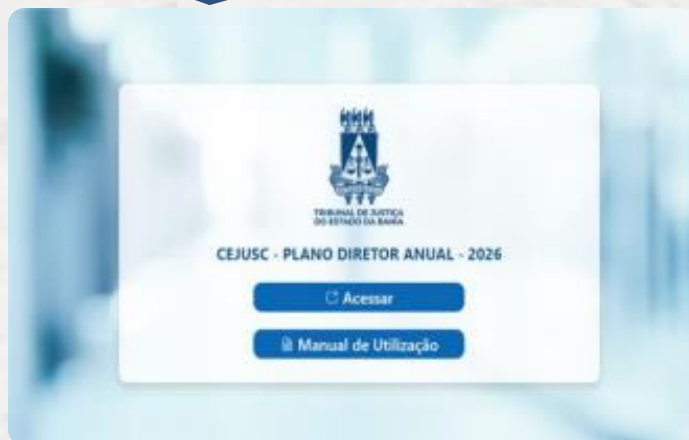 TRIBUNAL DE JUSTIÇA
DO ESTADO DA BAHIA
CEJUSC - PLANO DIRETOR ANUAL - 2026
Acessar
Manual de Utilização